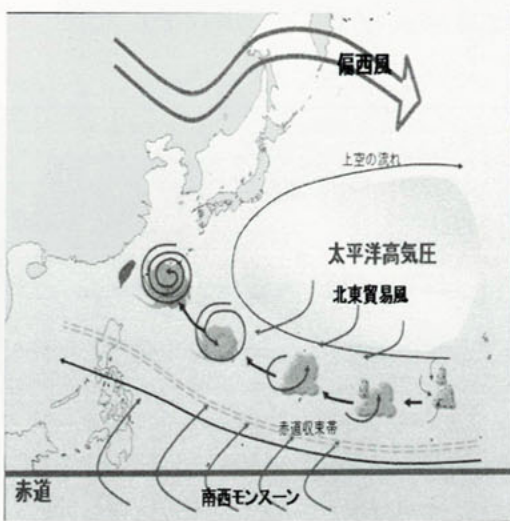 偏西風
上空の流れ
太平洋高気圧
北東貿易風
赤道収束帯
赤道
南西モンスーン